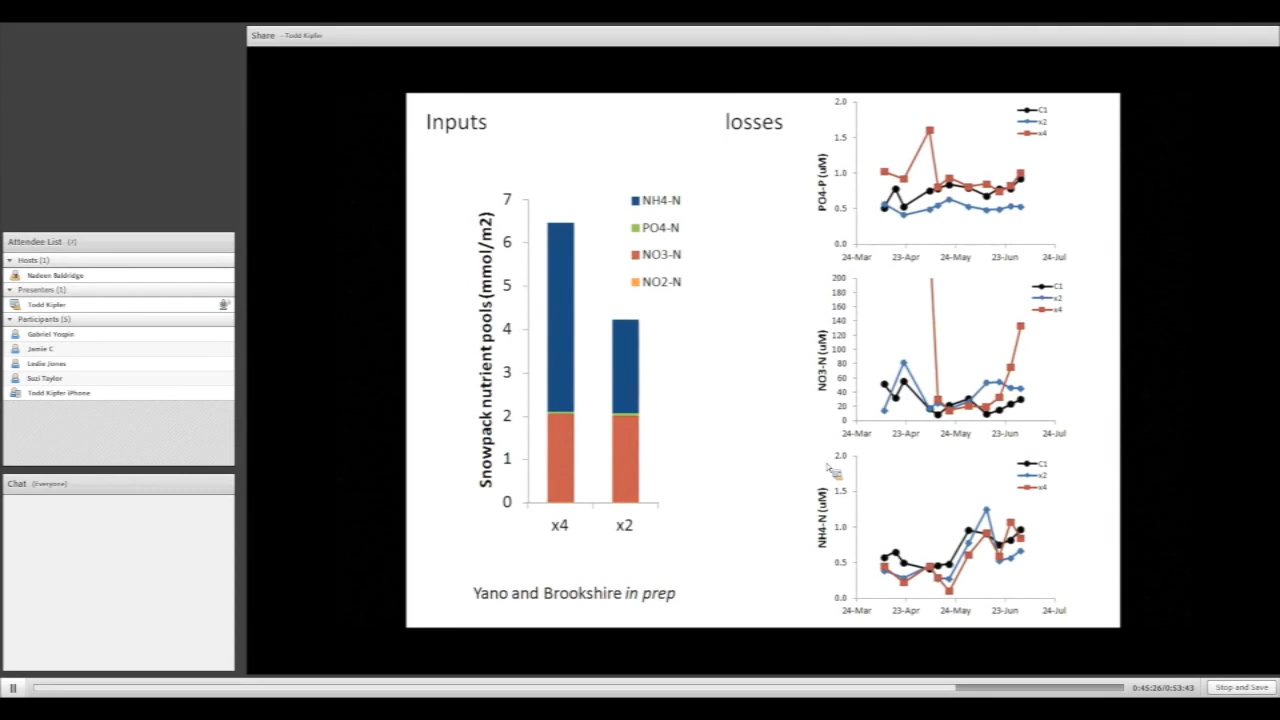 Share - Todd Kipfer
Attendee List (7)
Hosts (1)
Nadeen Baldridge
Presenters (1)
Todd Kipfer
Participants (5)
Gabriel Yospin
Jamie C
Leslie Jones
Suzi Taylor
Todd Kipfer iPhone
Chat (Everyone)
Inputs
losses
Snowpack nutrient pools (mmol/m2)
7
6
5
4
3
2
1
0
x4
x2
NH4-N
PO4-N
NO3-N
NO2-N
Yano and Brookshire in prep
PO4-P (uM)
2.0
1.5
1.0
0.5
0.0
24-Mar 23-Apr 24-May 23-Jun 24-Jul
C1
x2
x4
NO3-N (uM)
200
180
160
140
120
100
80
60
40
20
0
24-Mar 23-Apr 24-May 23-Jun 24-Jul
C1
x2
x4
NH4-N (uM)
2.0
1.5
1.0
0.5
0.0
24-Mar 23-Apr 24-May 23-Jun 24-Jul
C1
x2
x4
0:45:26/0:53:43
Stop and Save